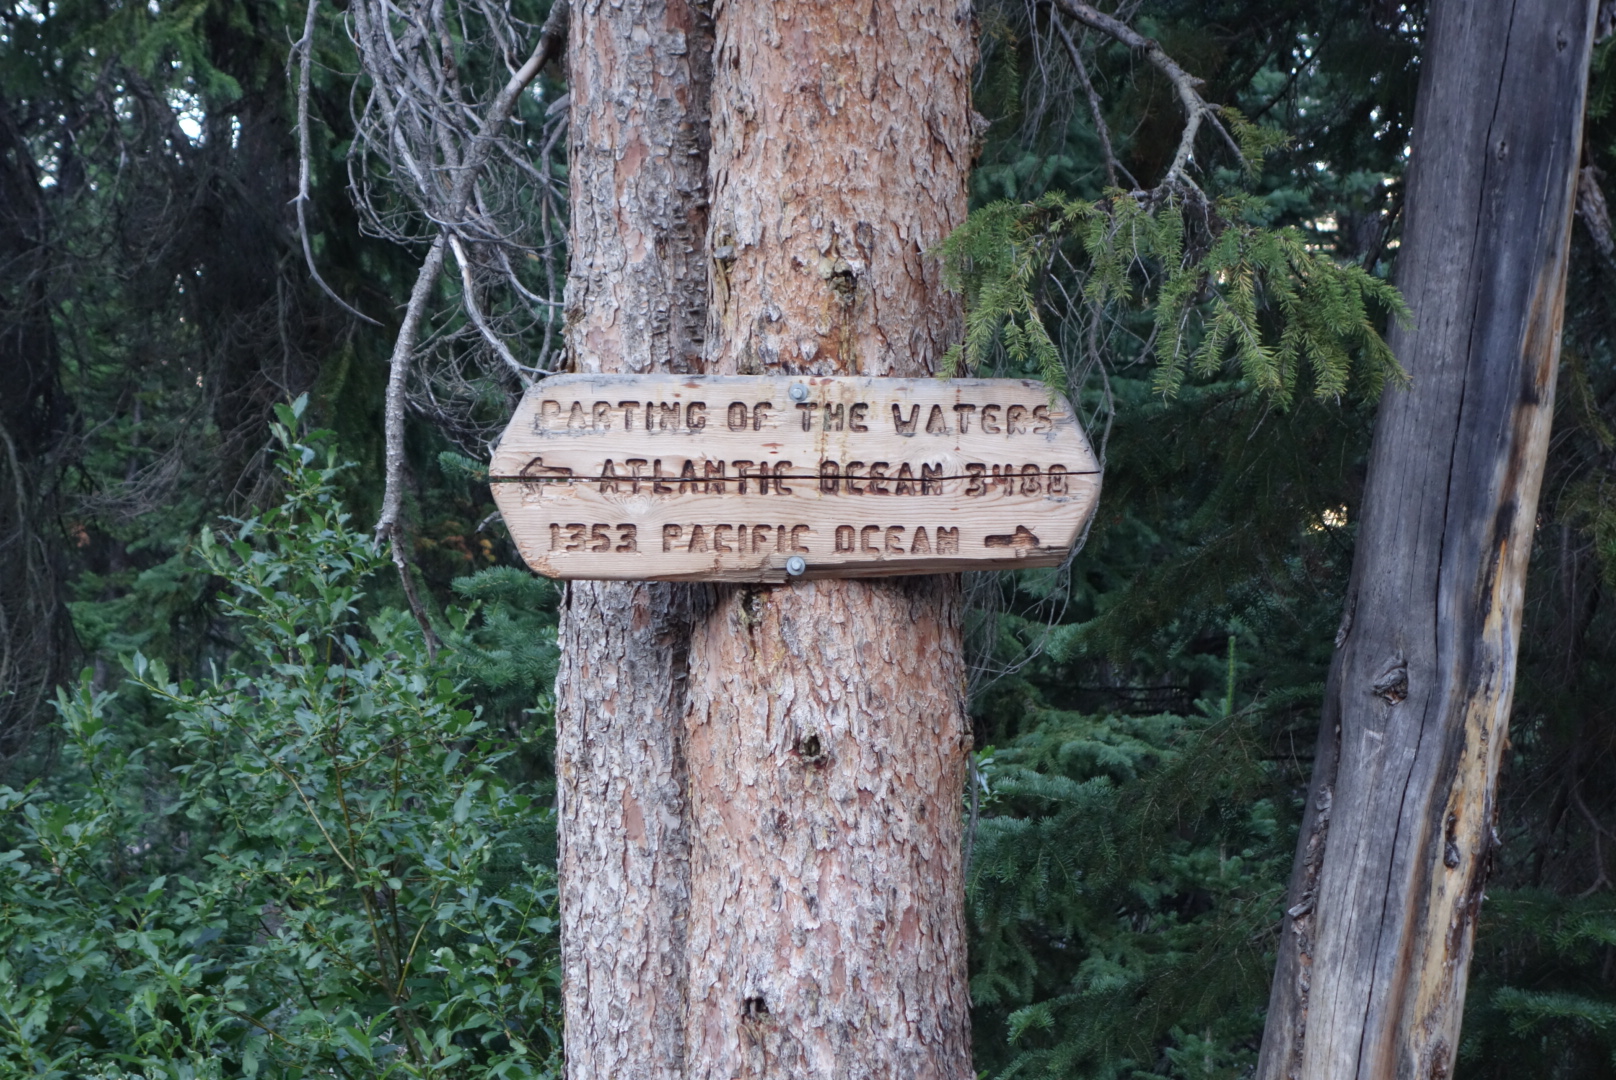 PARTING OF THE WATERS
← ATLANTIC OCEAN 3488
1353 PACIFIC OCEAN →